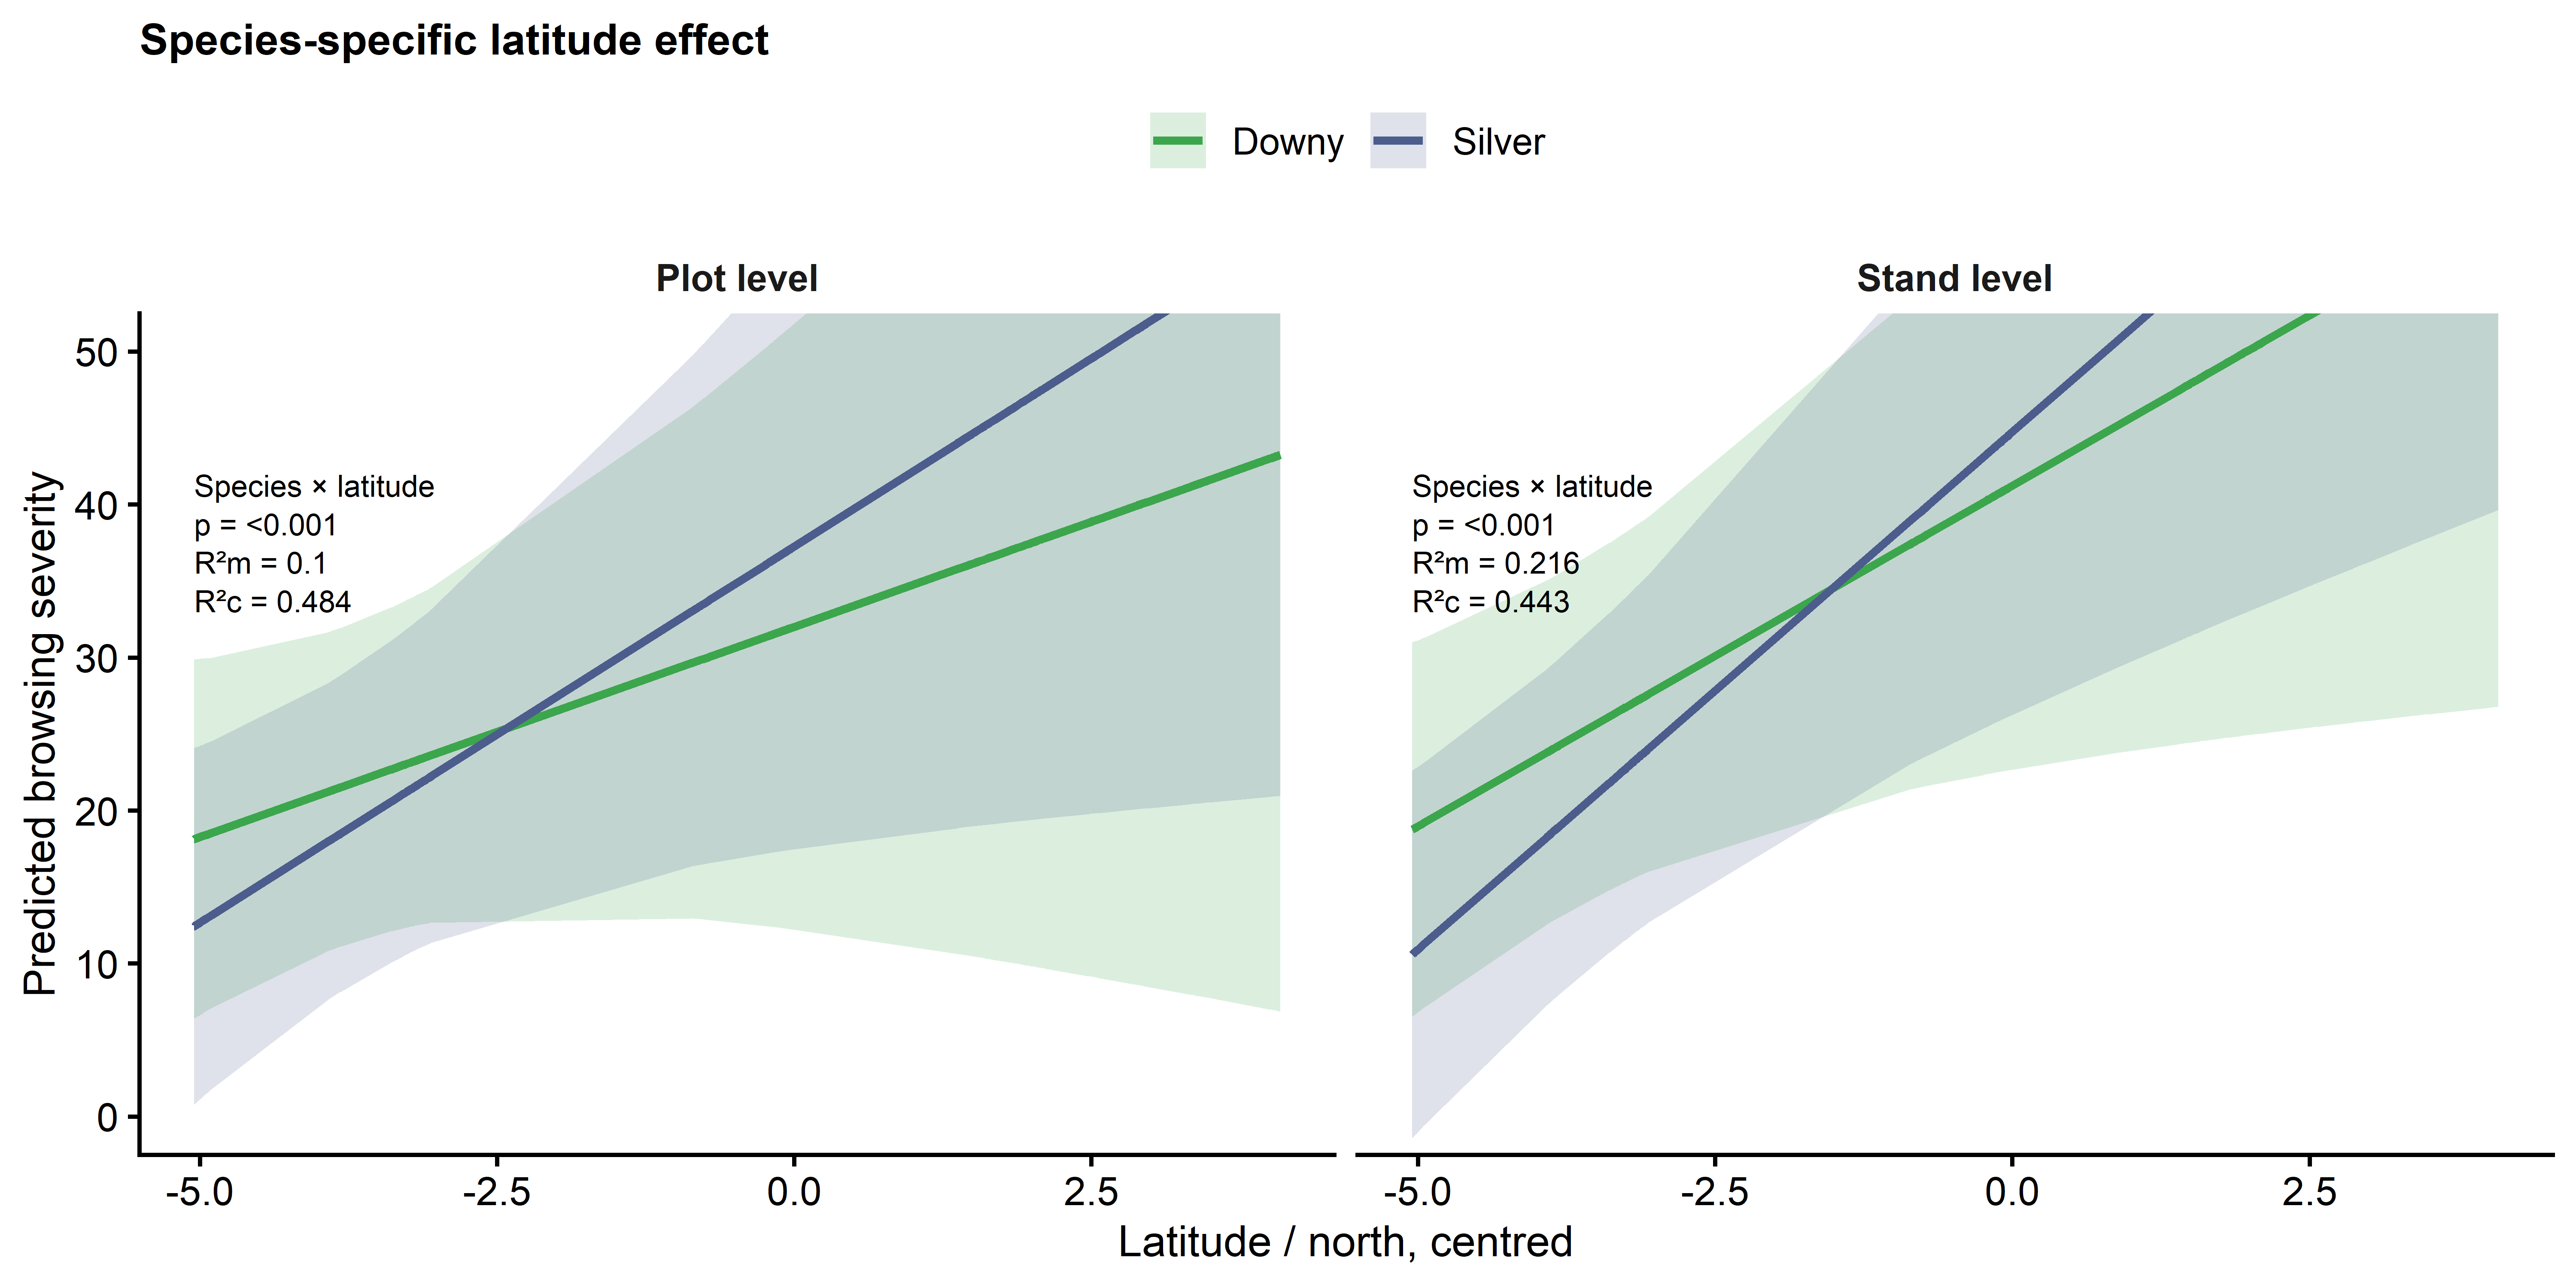 Species-specific latitude effect
Downy Silver
Plot level
Stand level
Predicted browsing severity
50
40
30
20
10
0
Species × latitude
p = <0.001
R²m = 0.1
R²c = 0.484
Species × latitude
p = <0.001
R²m = 0.216
R²c = 0.443
-5.0 -2.5 0.0 2.5
-5.0 -2.5 0.0 2.5
Latitude / north, centred